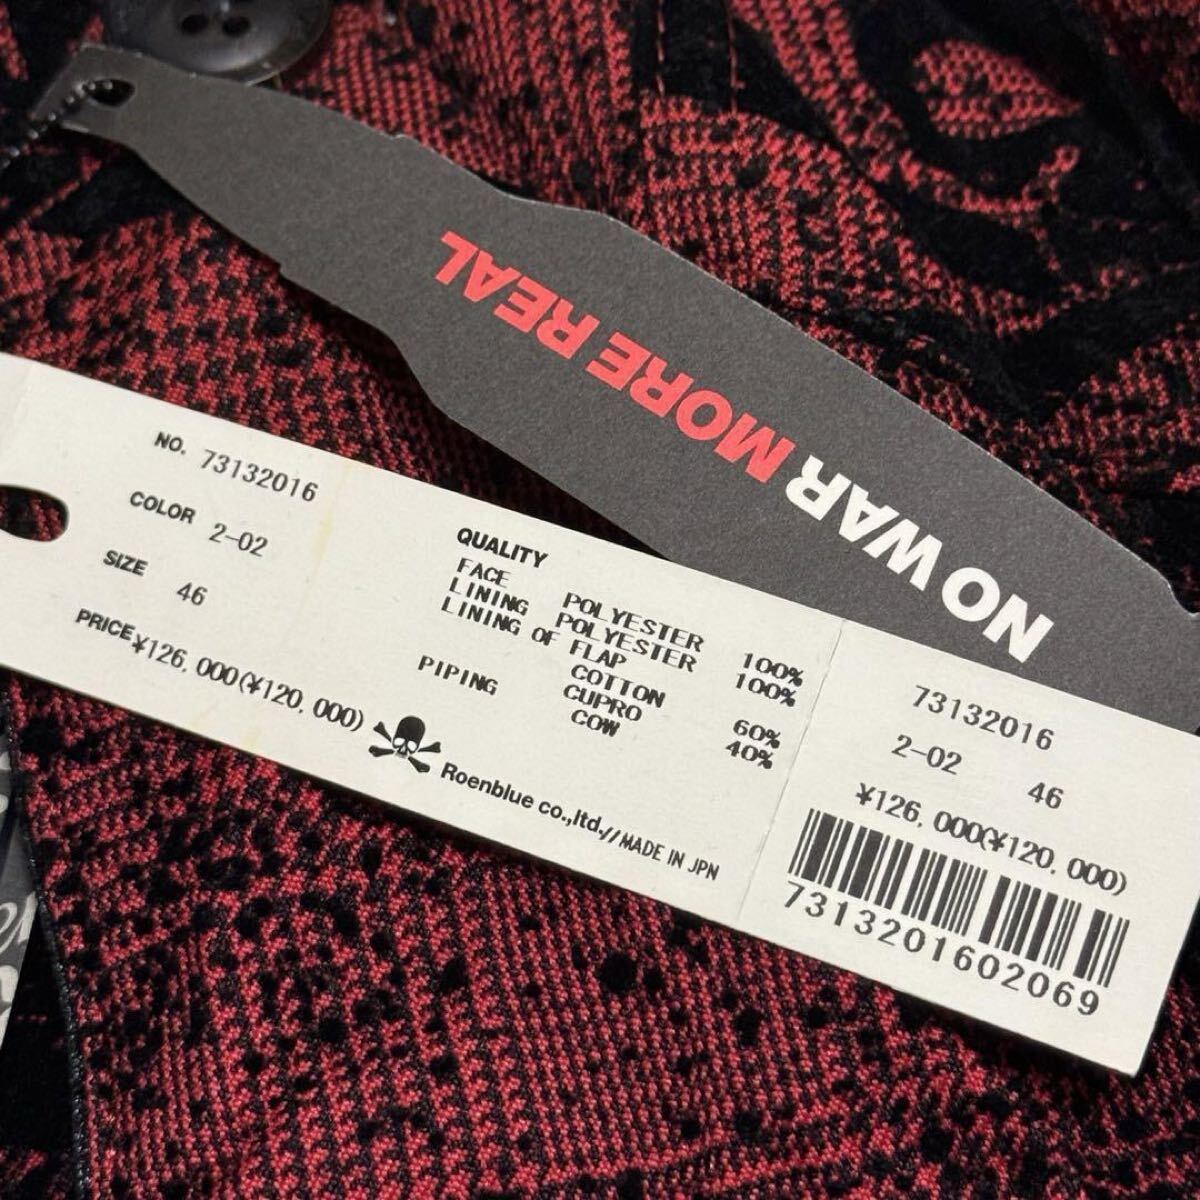 NO WAR MORE REAL
NO. 73132016
COLOR 2-02
SIZE 46
PRICE ¥126,000(¥120,000)
QUALITY
FACE POLYESTER 100%
LINING POLYESTER 100%
LINING OF FLAP
COTTON 60%
CUPRO 40%
PIPING COW
Roenblue co.,ltd.//MADE IN JPN
73132016
2-02 46
¥126,000(¥120,000)
7313201602069